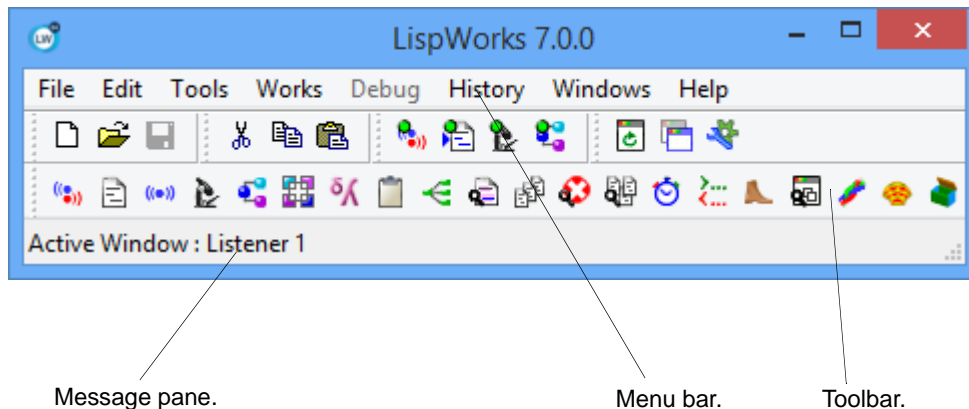 LW
LispWorks 7.0.0
File Edit Tools Works Debug History Windows Help
Active Window : Listener 1
Message pane. Menu bar. Toolbar.